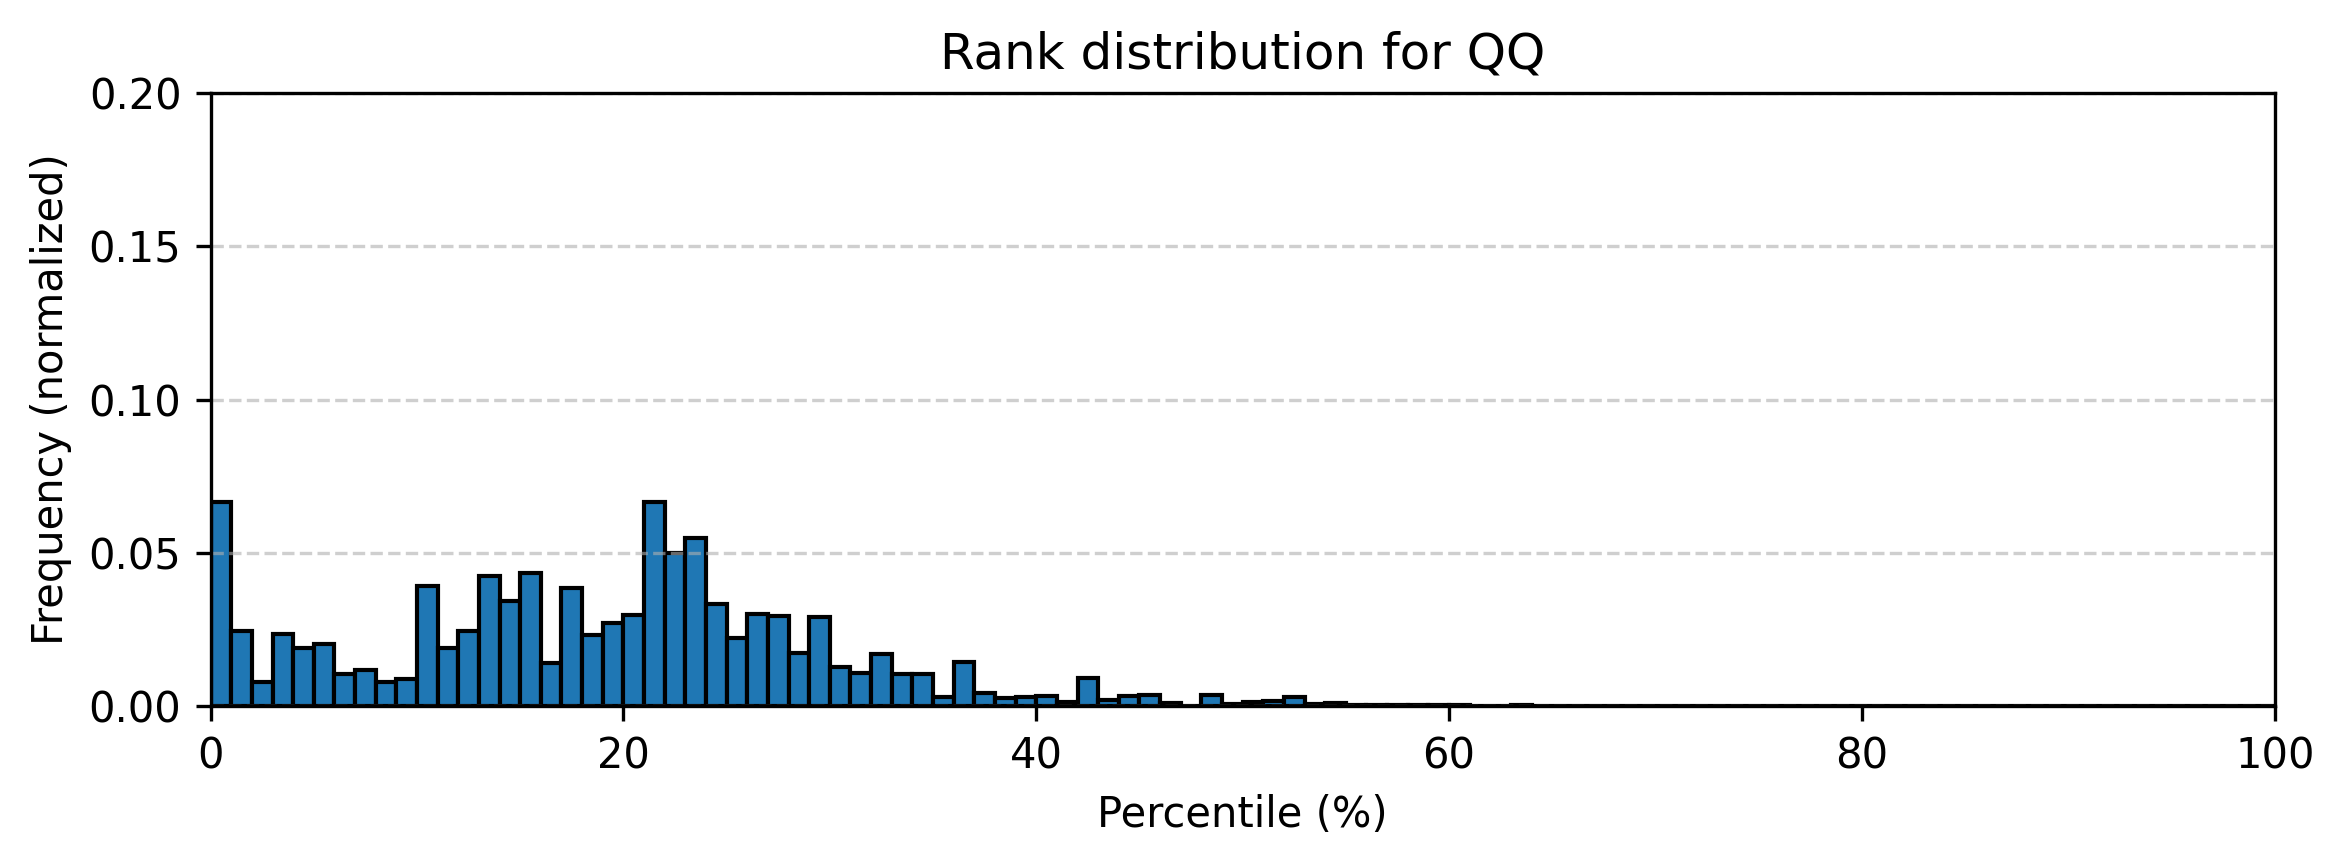 Rank distribution for QQ
Frequency (normalized)
0.20
0.15
0.10
0.05
0.00
0 20 40 60 80 100
Percentile (%)